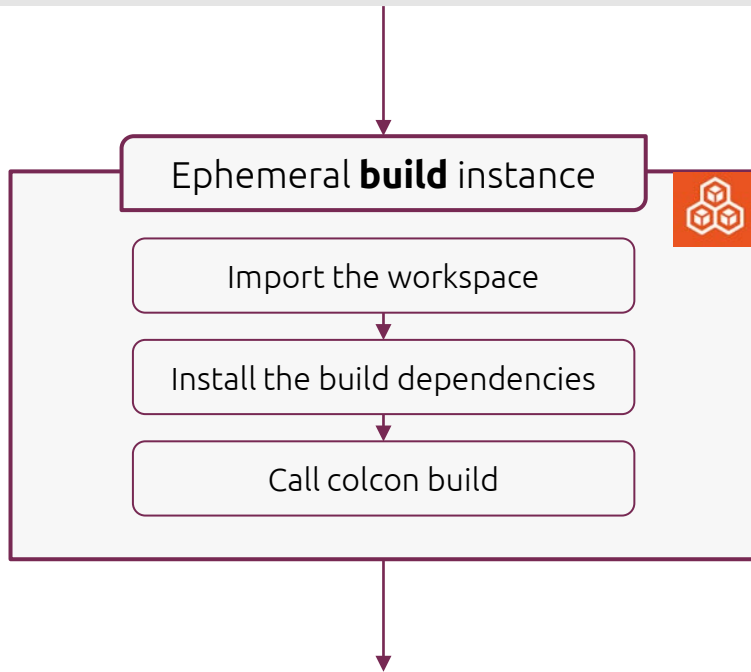 Ephemeral build instance
Import the workspace
Install the build dependencies
Call colcon build